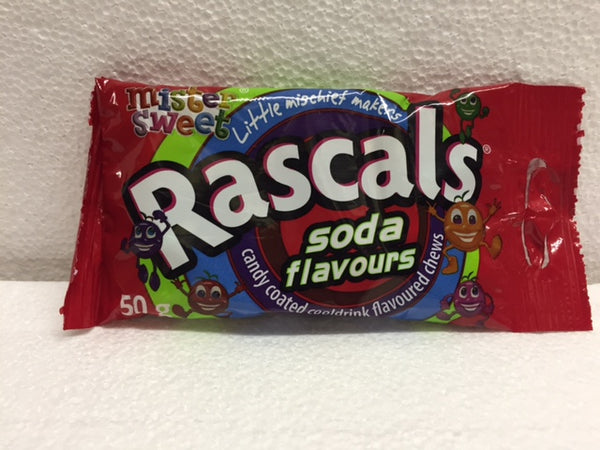 mister
sweet
Little mischief makers
Rascals
soda
flavours
candy coated cooldrink flavoured chews
50 g